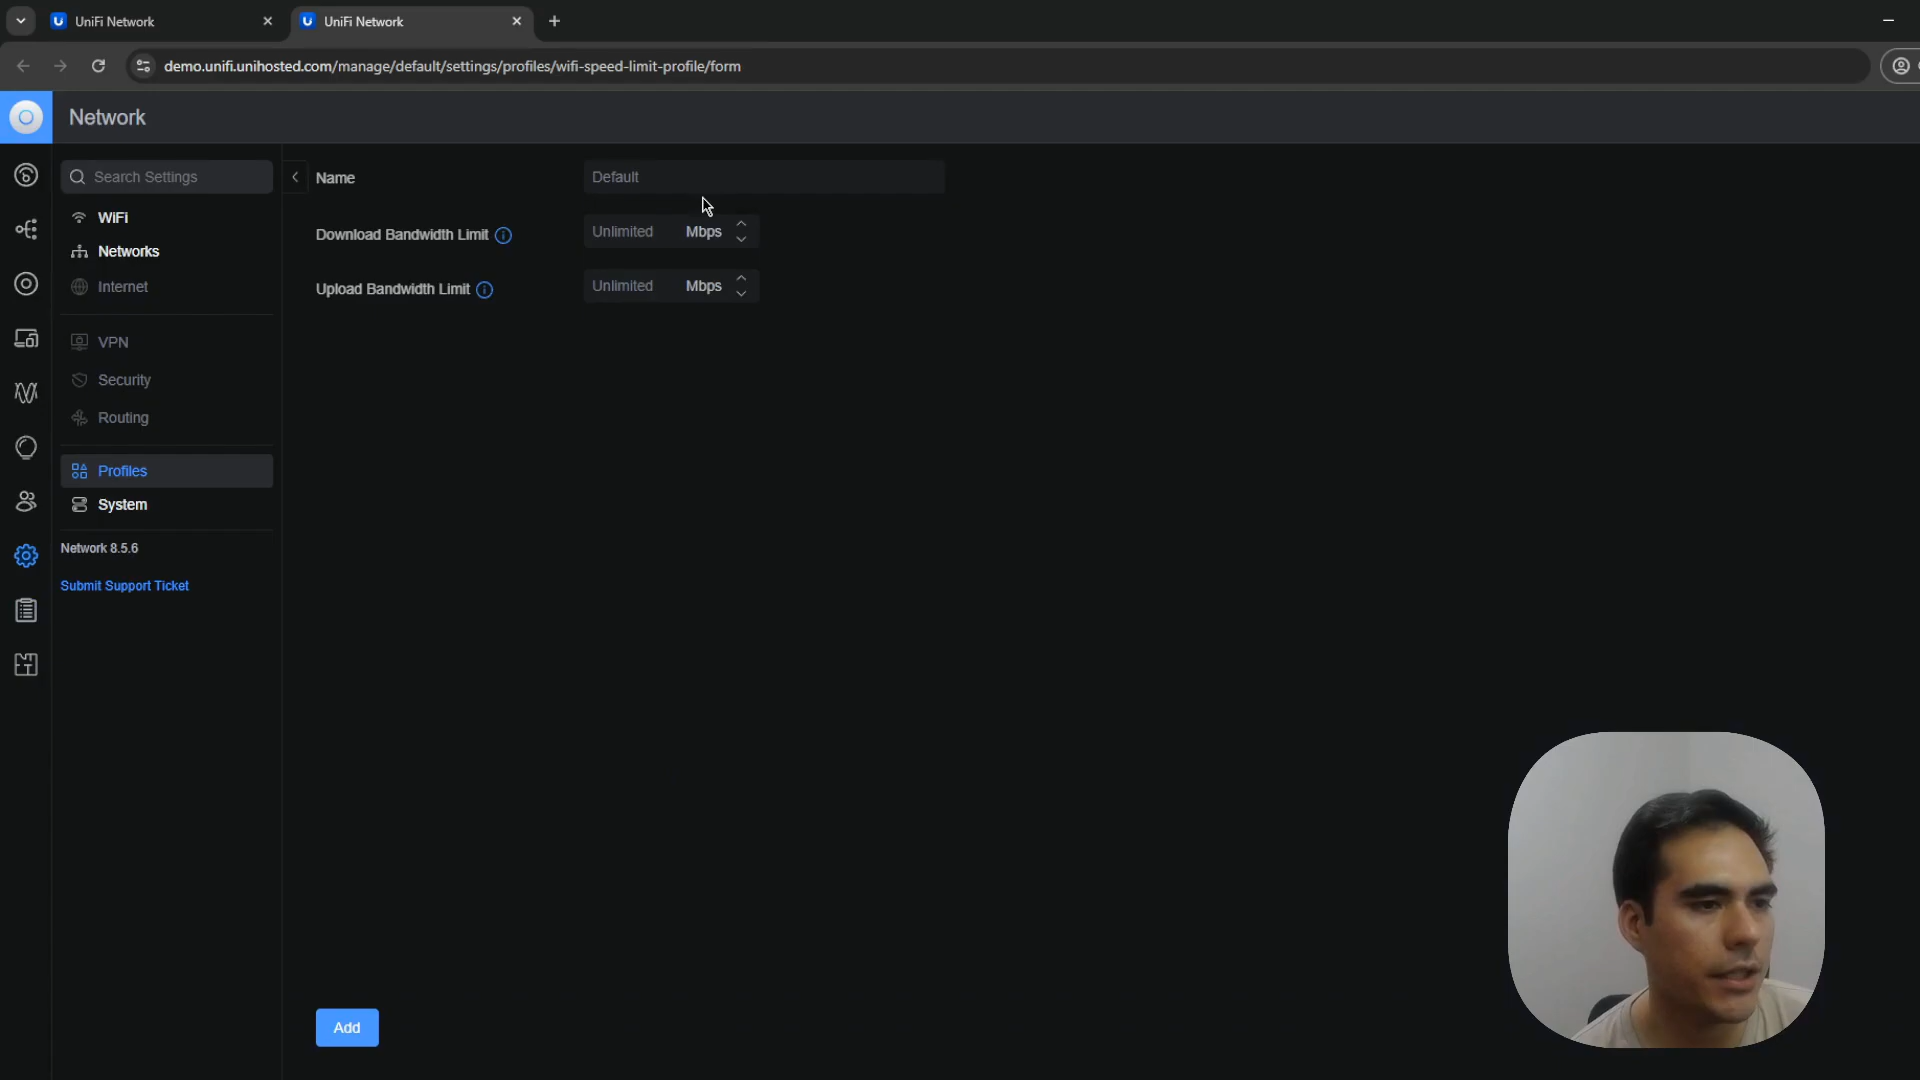 UniFi Network
UniFi Network
demo.unifi.unihosted.com/manage/default/settings/profiles/wifi-speed-limit-profile/form
Network
Search Settings
WiFi
Networks
Internet
VPN
Security
Routing
Profiles
System
Network 8.5.6
Submit Support Ticket
Name Default
Download Bandwidth Limit Unlimited Mbps
Upload Bandwidth Limit Unlimited Mbps
Add